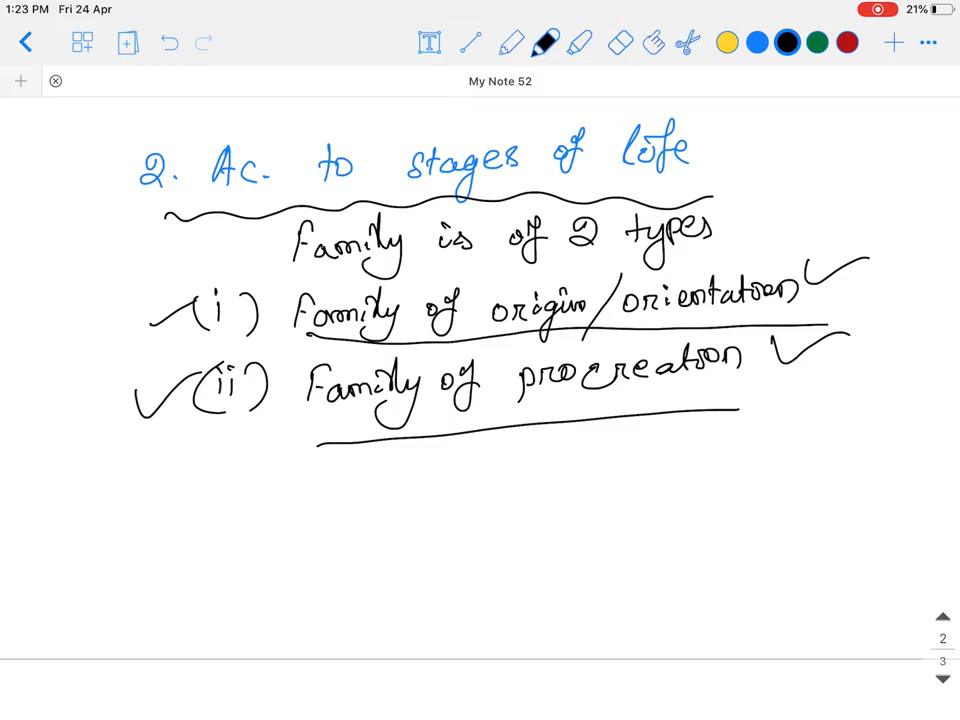 1:23 PM Fri 24 Apr 21%
My Note 52
2. Ac. to stages of life
Family is of 2 types
(i) Family of origin/orientation
(ii) Family of procreation
2
3